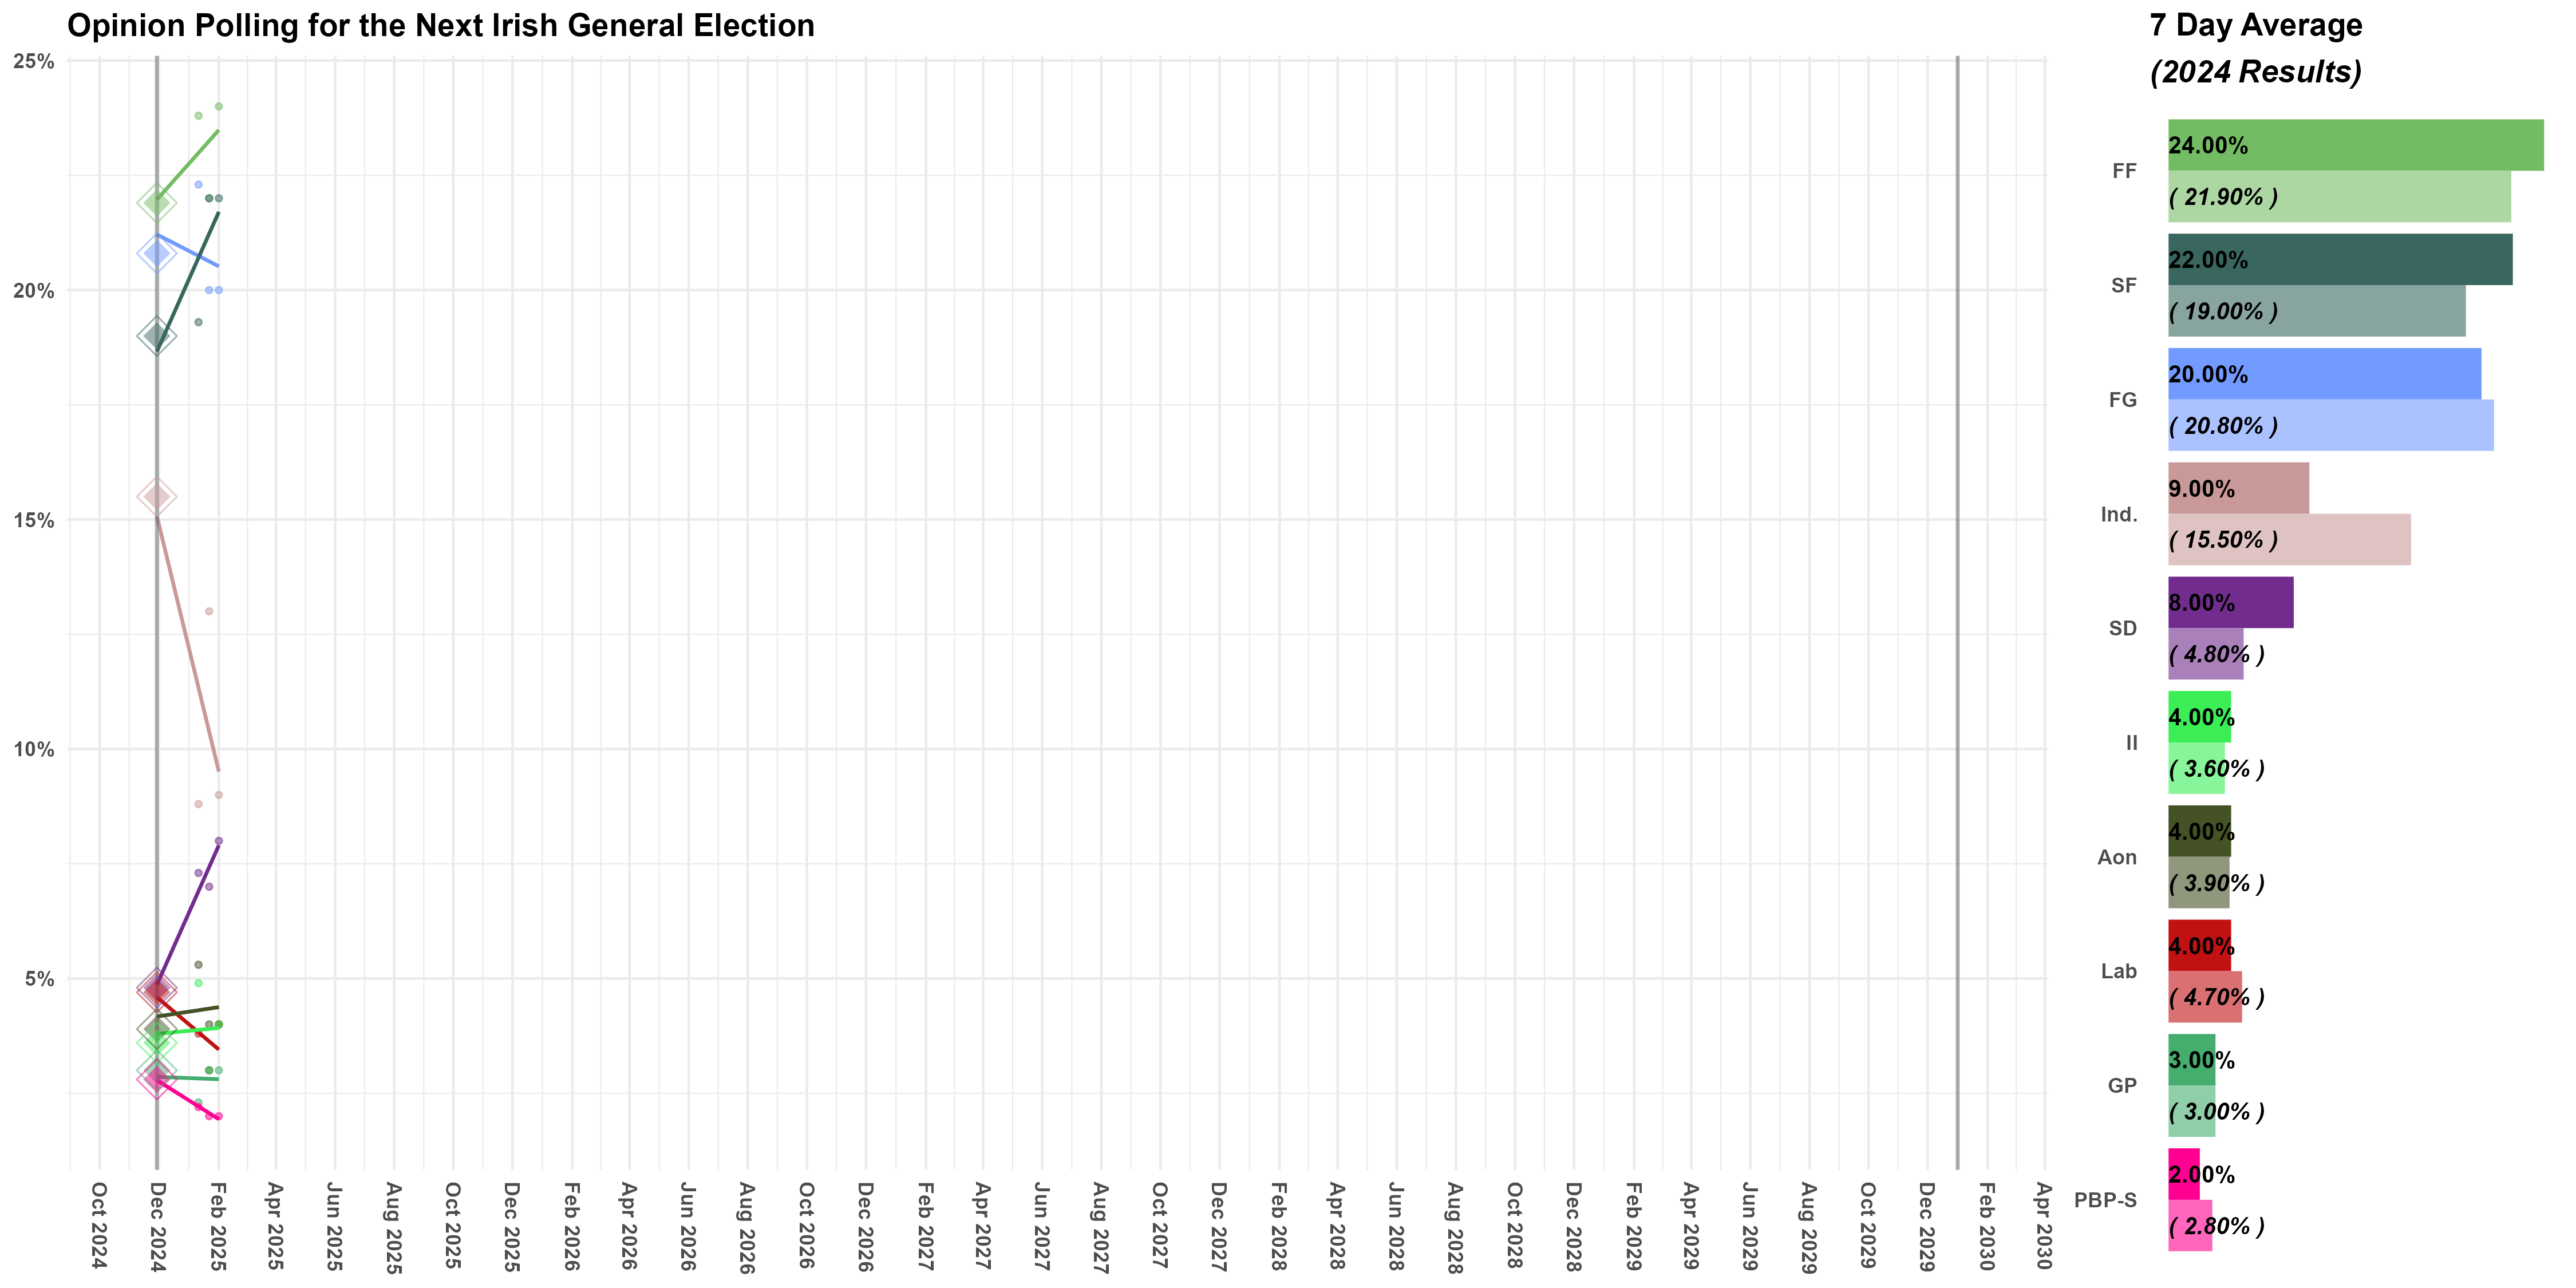 Opinion Polling for the Next Irish General Election
25%
20%
15%
10%
5%
Oct 2024
Dec 2024
Feb 2025
Apr 2025
Jun 2025
Aug 2025
Oct 2025
Dec 2025
Feb 2026
Apr 2026
Jun 2026
Aug 2026
Oct 2026
Dec 2026
Feb 2027
Apr 2027
Jun 2027
Aug 2027
Oct 2027
Dec 2027
Feb 2028
Apr 2028
Jun 2028
Aug 2028
Oct 2028
Dec 2028
Feb 2029
Apr 2029
Jun 2029
Aug 2029
Oct 2029
Dec 2029
Feb 2030
Apr 2030
7 Day Average
(2024 Results)
FF
24.00%
( 21.90% )
SF
22.00%
( 19.00% )
FG
20.00%
( 20.80% )
Ind.
9.00%
( 15.50% )
SD
8.00%
( 4.80% )
II
4.00%
( 3.60% )
Aon
4.00%
( 3.90% )
Lab
4.00%
( 4.70% )
GP
3.00%
( 3.00% )
PBP-S
2.00%
( 2.80% )